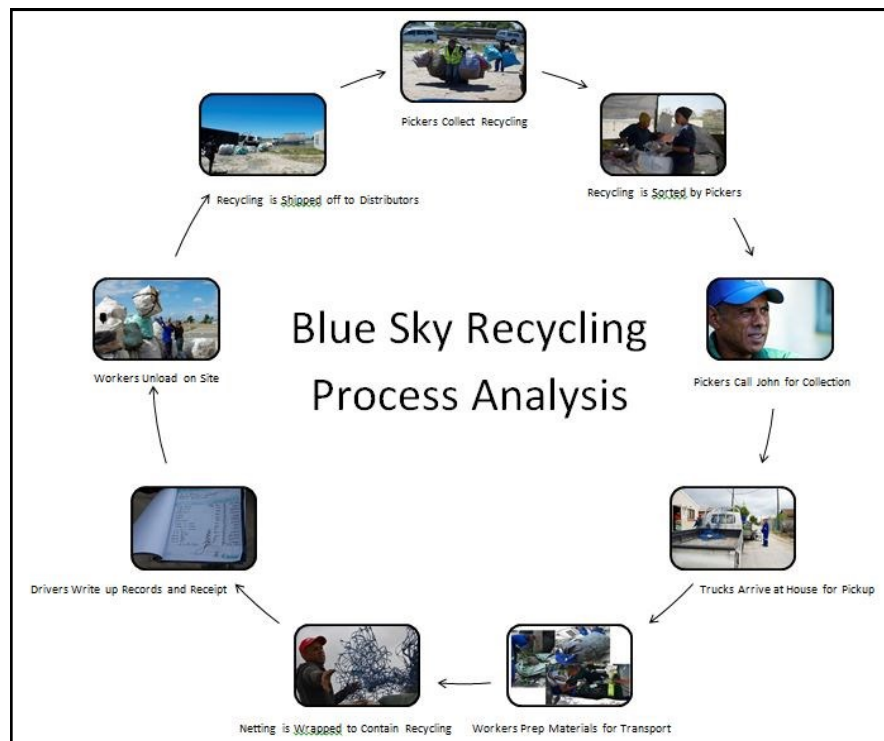 Pickers Collect Recycling
Recycling is Sorted by Pickers
Pickers Call John for Collection
Trucks Arrive at House for Pickup
Workers Prep Materials for Transport
Netting is Wrapped to Contain Recycling
Drivers Write up Records and Receipt
Workers Unload on Site
Recycling is Shipped off to Distributors
Blue Sky Recycling
Process Analysis